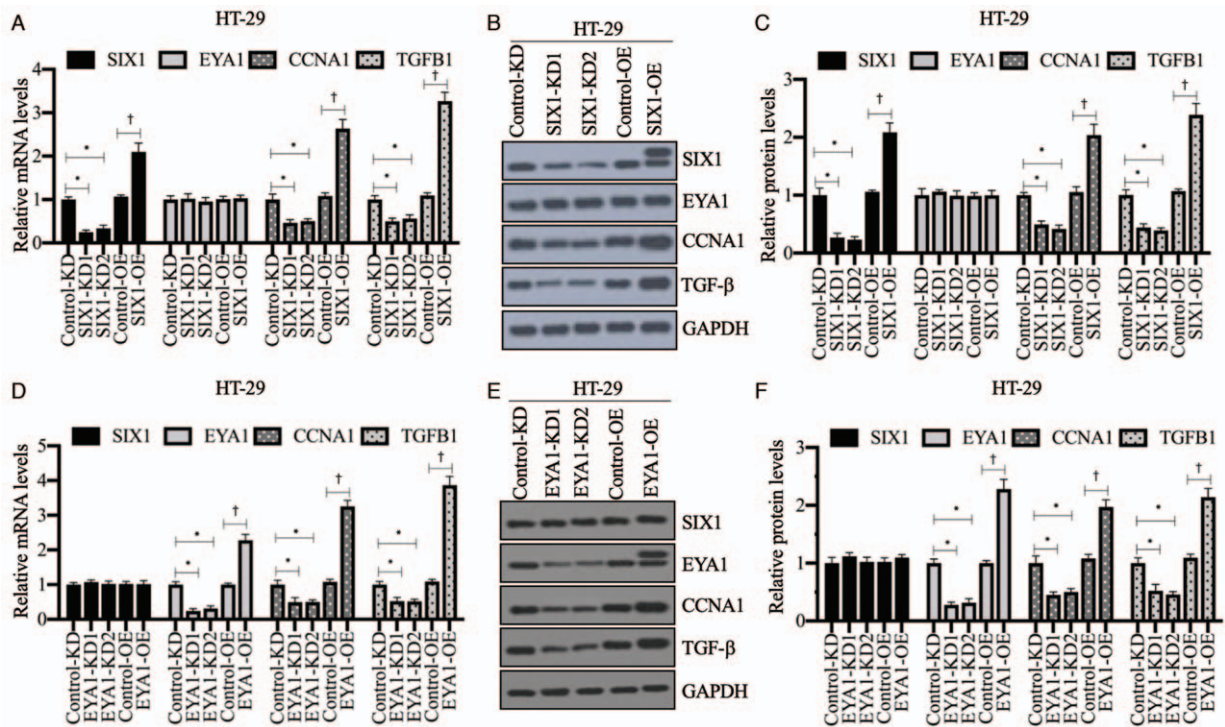 A
HT-29
SIX1 EYA1 CCNA1 TGFB1
Relative mRNA levels
4
3
2
1
0
* * † * * † * * †
Control-KD SIX1-KD1 SIX1-KD2 Control-OE SIX1-OE Control-KD SIX1-KD1 SIX1-KD2 Control-OE SIX1-OE Control-KD SIX1-KD1 SIX1-KD2 Control-OE SIX1-OE Control-KD SIX1-KD1 SIX1-KD2 Control-OE SIX1-OE
B
HT-29
Control-KD SIX1-KD1 SIX1-KD2 Control-OE SIX1-OE
SIX1
EYA1
CCNA1
TGF-β
GAPDH
C
HT-29
SIX1 EYA1 CCNA1 TGFB1
Relative protein levels
3
2
1
0
* * † * * † * * †
Control-KD SIX1-KD1 SIX1-KD2 Control-OE SIX1-OE Control-KD SIX1-KD1 SIX1-KD2 Control-OE SIX1-OE Control-KD SIX1-KD1 SIX1-KD2 Control-OE SIX1-OE Control-KD SIX1-KD1 SIX1-KD2 Control-OE SIX1-OE
D
HT-29
SIX1 EYA1 CCNA1 TGFB1
Relative mRNA levels
5
4
3
2
1
0
* * † * * † * * †
Control-KD EYA1-KD1 EYA1-KD2 Control-OE EYA1-OE Control-KD EYA1-KD1 EYA1-KD2 Control-OE EYA1-OE Control-KD EYA1-KD1 EYA1-KD2 Control-OE EYA1-OE Control-KD EYA1-KD1 EYA1-KD2 Control-OE EYA1-OE
E
HT-29
Control-KD EYA1-KD1 EYA1-KD2 Control-OE EYA1-OE
SIX1
EYA1
CCNA1
TGF-β
GAPDH
F
HT-29
SIX1 EYA1 CCNA1 TGFB1
Relative protein levels
3
2
1
0
* * † * * † * * †
Control-KD EYA1-KD1 EYA1-KD2 Control-OE EYA1-OE Control-KD EYA1-KD1 EYA1-KD2 Control-OE EYA1-OE Control-KD EYA1-KD1 EYA1-KD2 Control-OE EYA1-OE Control-KD EYA1-KD1 EYA1-KD2 Control-OE EYA1-OE